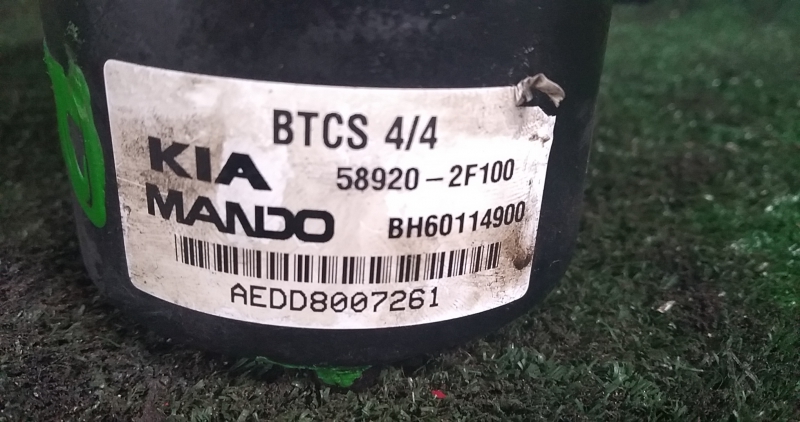 BTCS 4/4
KIA 58920-2F100
MANDO BH60114900
AEDD8007261